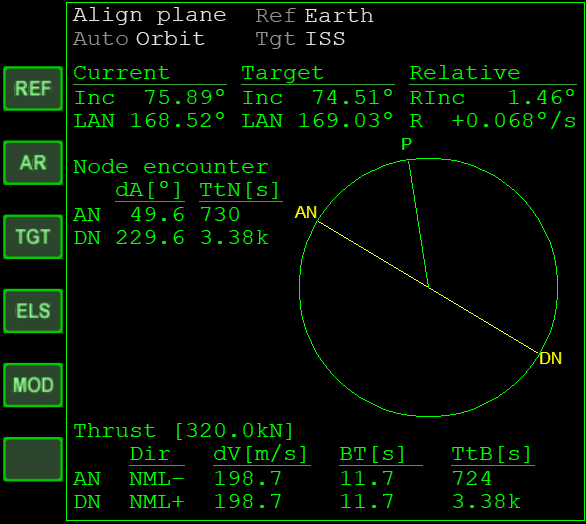 Align plane Ref Earth
Auto Orbit Tgt ISS
REF
AR
TGT
ELS
MOD
Current Target Relative
Inc 75.89° Inc 74.51° RInc 1.46°
LAN 168.52° LAN 169.03° R +0.068°/s
Node encounter
dA[°] TtN[s]
AN 49.6 730
DN 229.6 3.38k
P
AN
DN
Thrust [320.0kN]
Dir dV[m/s] BT[s] TtB[s]
AN NML− 198.7 11.7 724
DN NML+ 198.7 11.7 3.38k